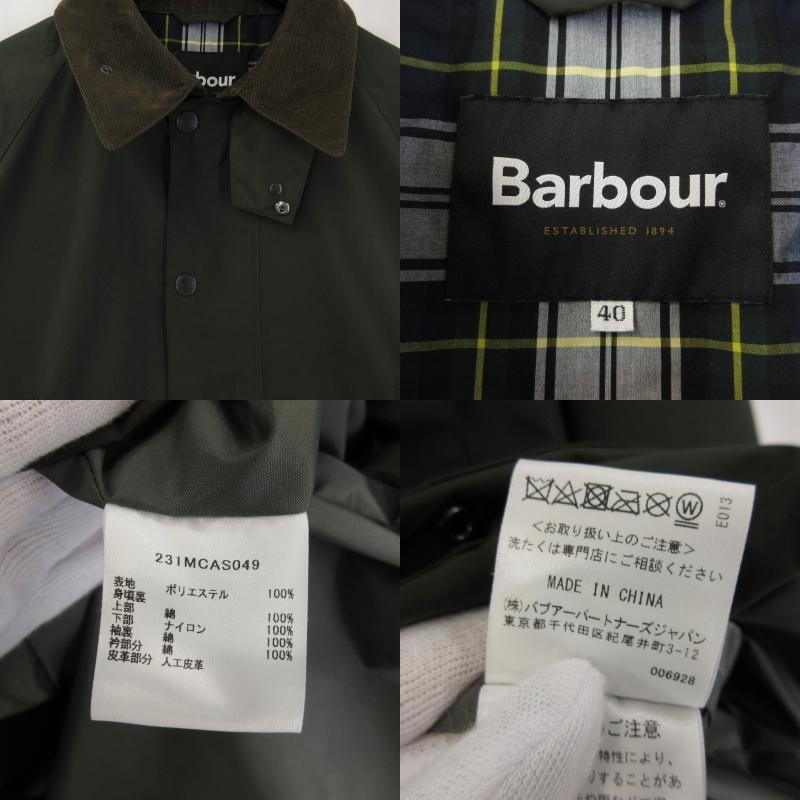 bour.
Barbour.
ESTABLISHED 1894
40
231MCAS049
表地 ポリエステル 100%
身頃裏
上部 綿 100%
下部 ナイロン 100%
袖裏 綿 100%
衿部分 綿 100%
皮革部分 人工皮革
W
E013
<お取り扱い上のご注意>
洗たくは専門店にご相談ください
MADE IN CHINA
(株)バブアーパートナーズジャパン
東京都千代田区紀尾井町3-12
006928
ご注意
特性により、
りすることがあ